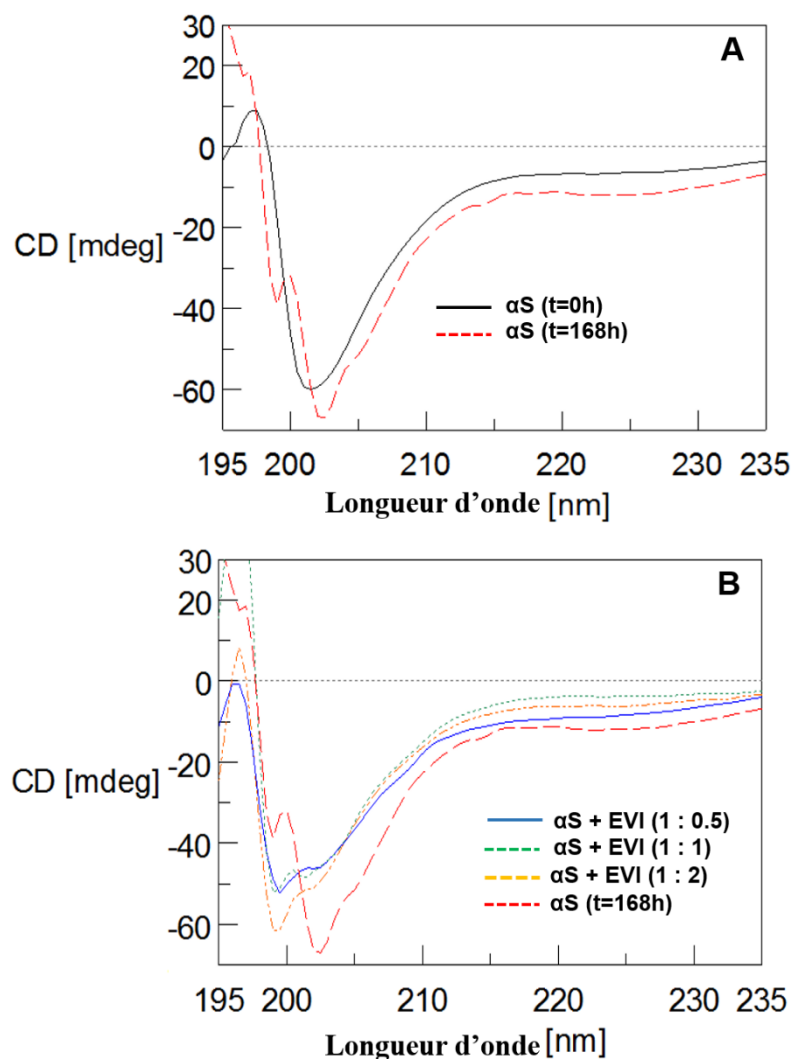 A
30
20
0
-20
-40
-60
CD [mdeg]
αS (t=0h)
αS (t=168h)
195 200 210 220 230 235
Longueur d’onde [nm]
B
30
20
0
-20
-40
-60
CD [mdeg]
αS + EVI (1 : 0.5)
αS + EVI (1 : 1)
αS + EVI (1 : 2)
αS (t=168h)
195 200 210 220 230 235
Longueur d’onde [nm]